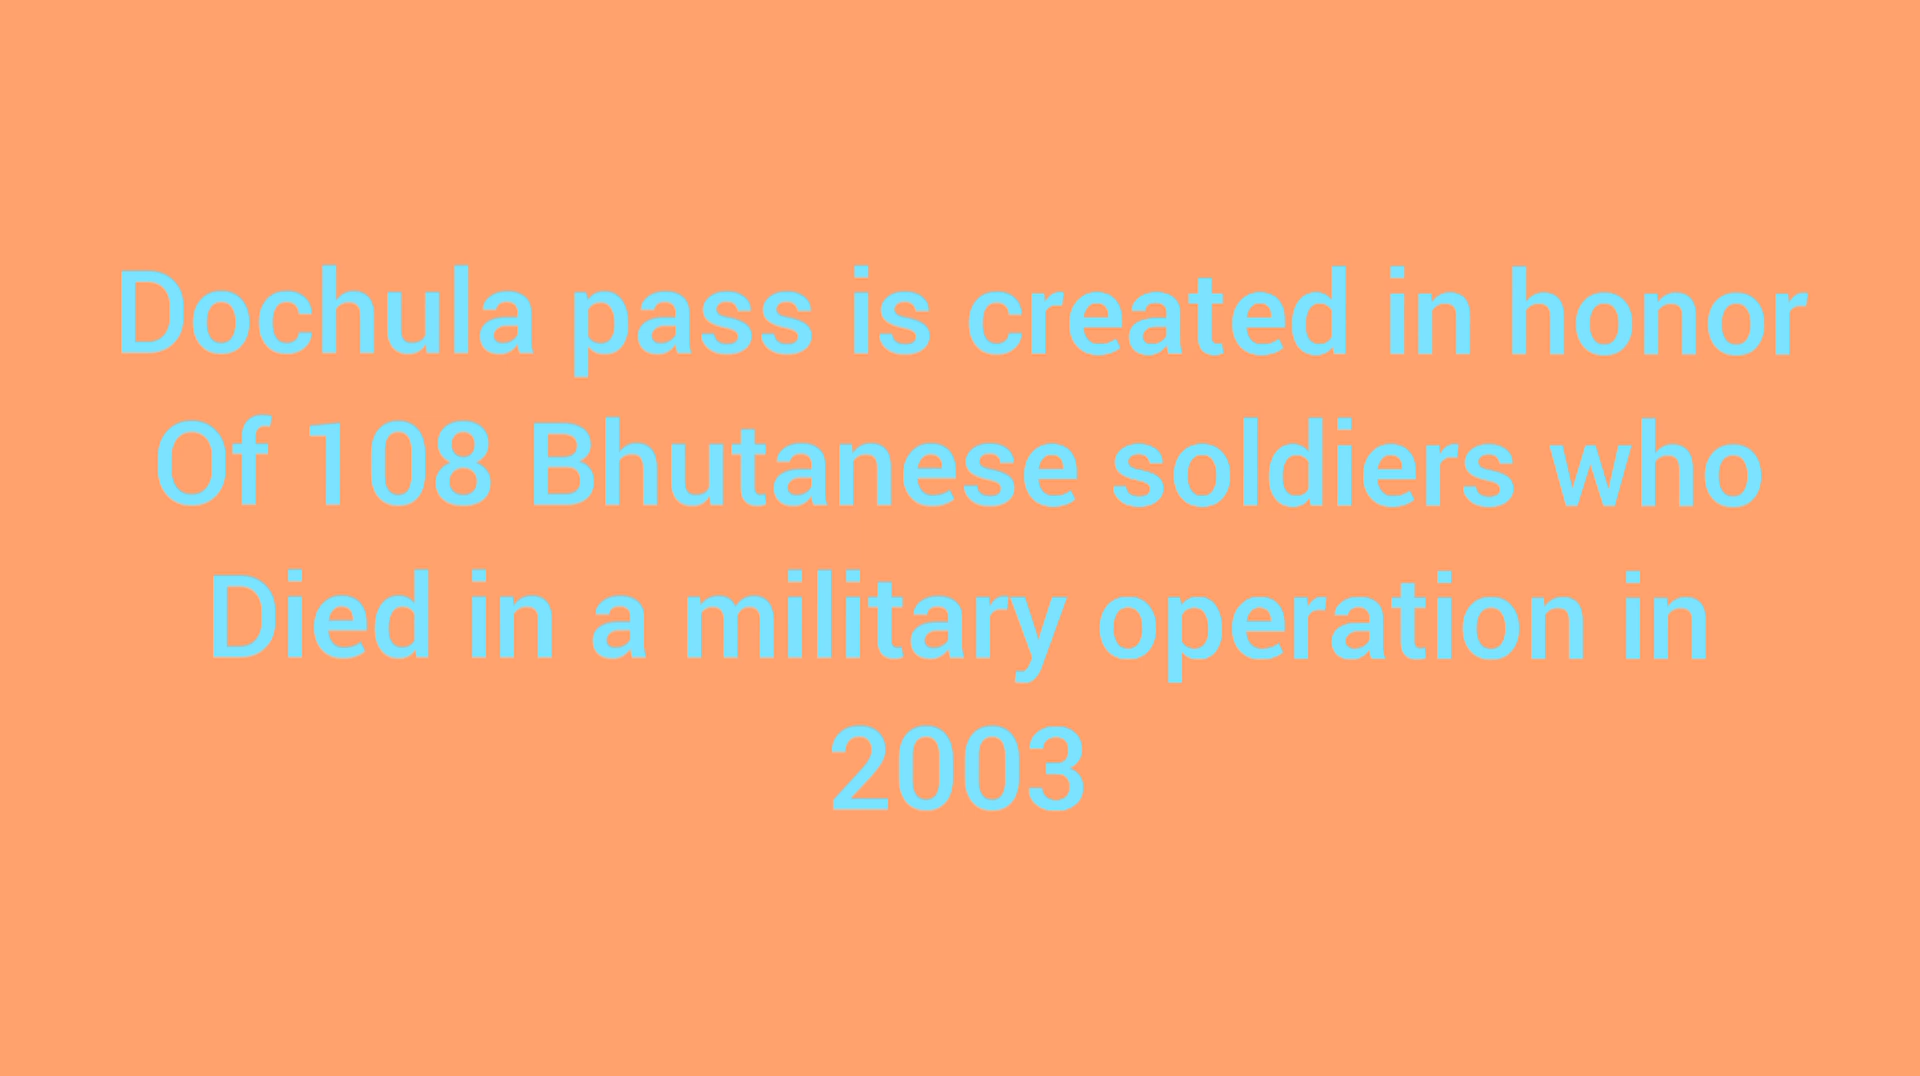 Dochula pass is created in honor
Of 108 Bhutanese soldiers who
Died in a military operation in
2003